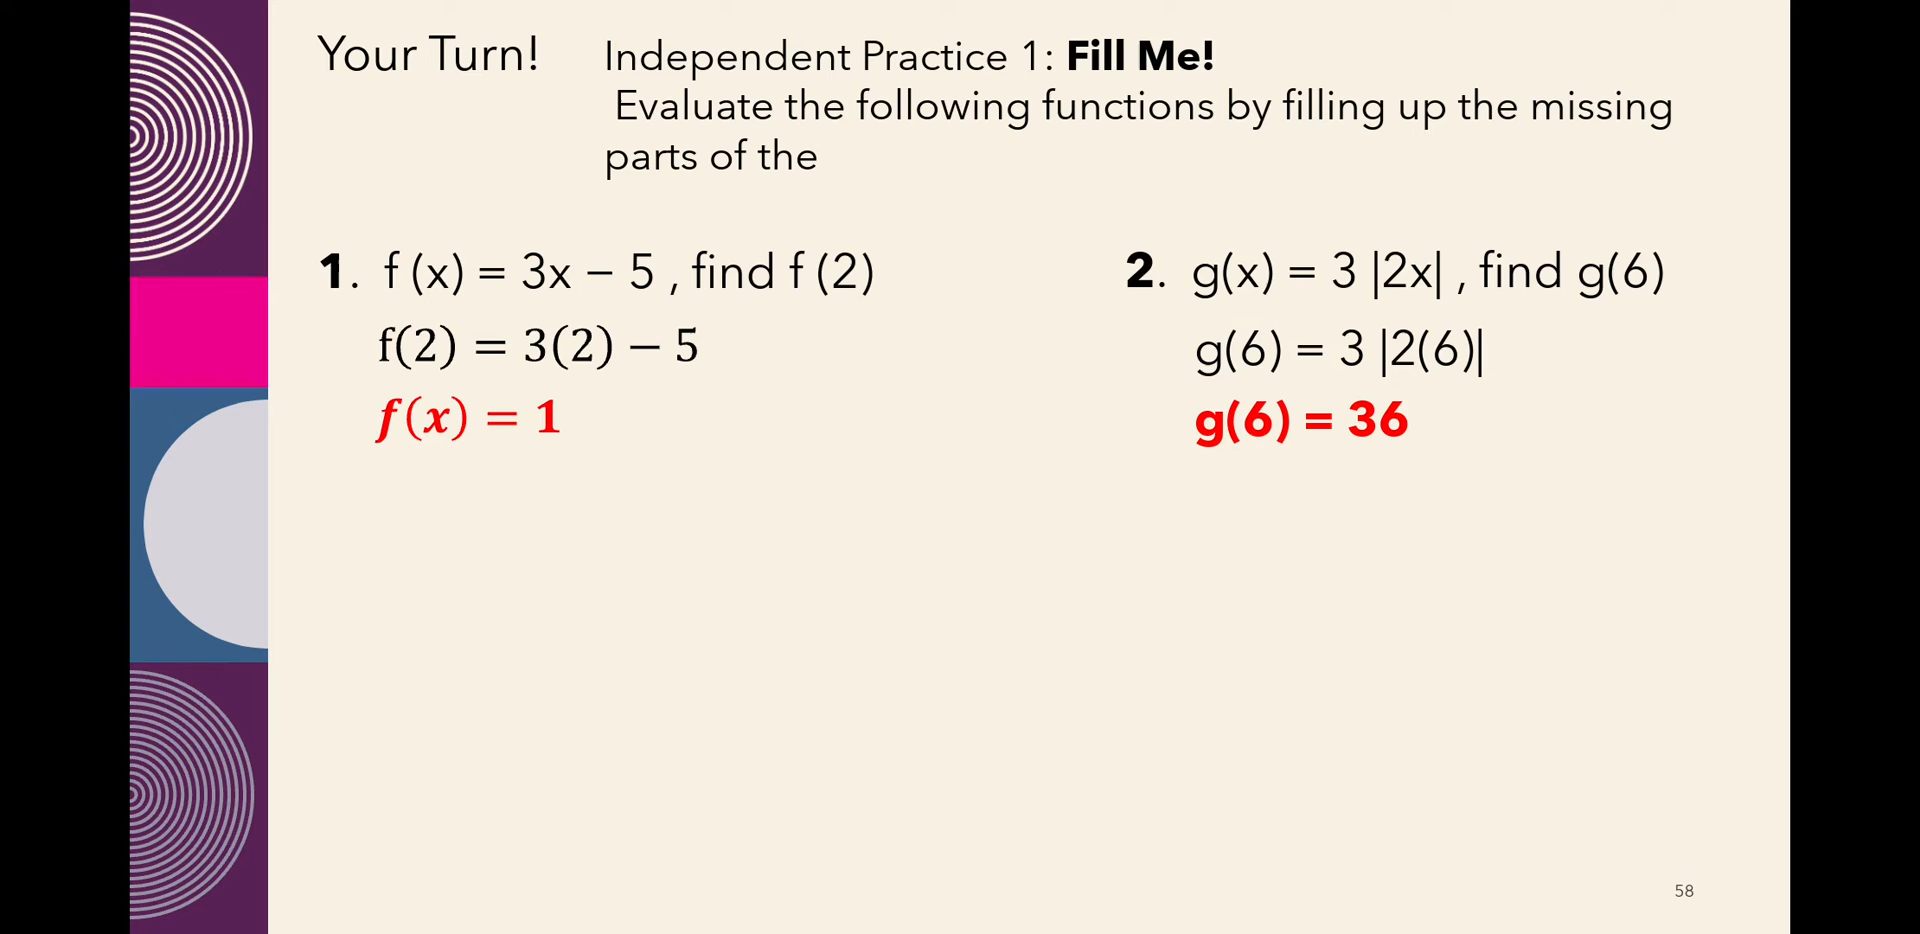 Your Turn!
Independent Practice 1: Fill Me!
Evaluate the following functions by filling up the missing
parts of the
1. f (x) = 3x − 5 , find f (2)
f(2) = 3(2) − 5
f(x) = 1
2. g(x) = 3 |2x| , find g(6)
g(6) = 3 |2(6)|
g(6) = 36
58